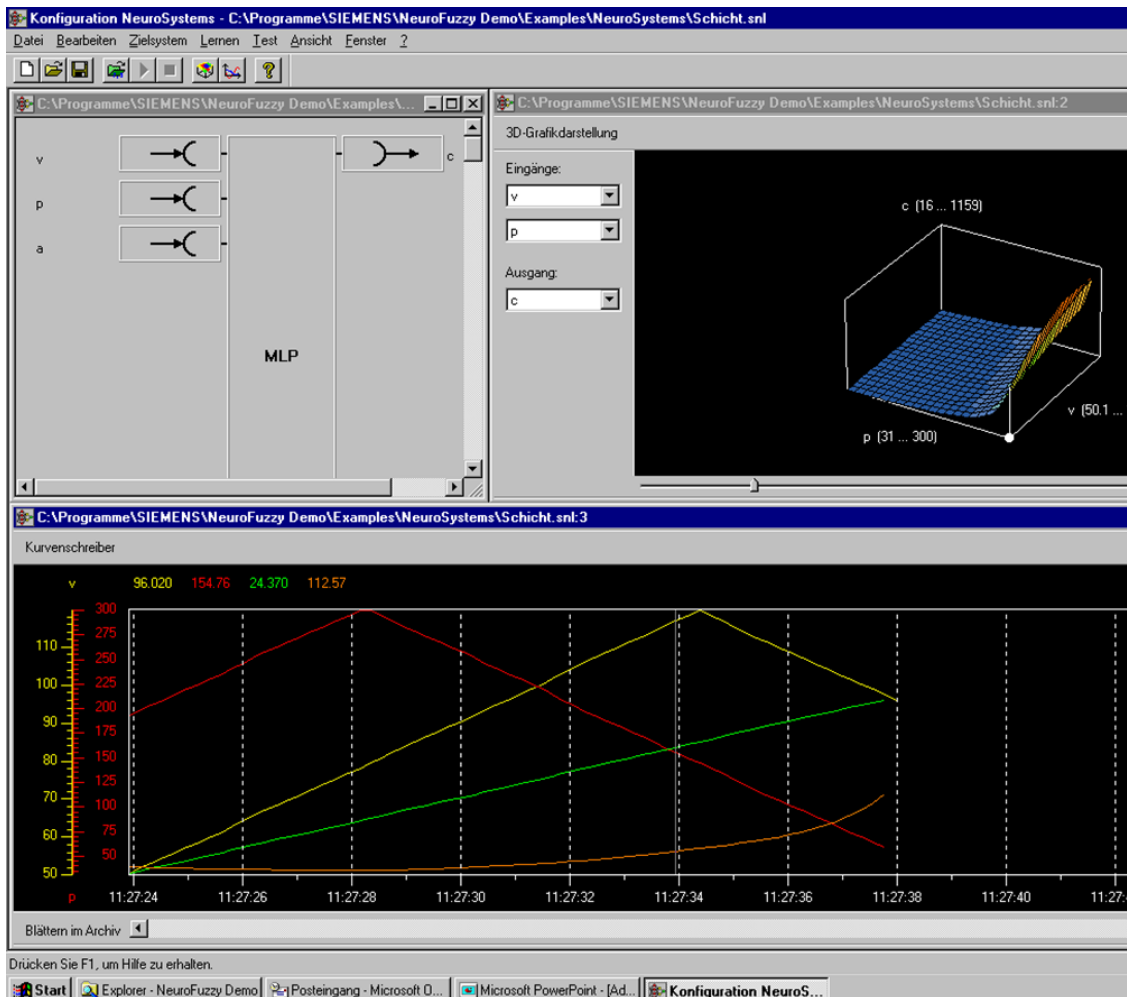 Konfiguration NeuroSystems - C:\Programme\SIEMENS\NeuroFuzzy Demo\Examples\NeuroSystems\Schicht.snl
Datei Bearbeiten Zielsystem Lernen Test Ansicht Fenster ?
C:\Programme\SIEMENS\NeuroFuzzy Demo\Examples\...
v
p
a
c
MLP
C:\Programme\SIEMENS\NeuroFuzzy Demo\Examples\NeuroSystems\Schicht.snl:2
3D-Grafikdarstellung
Eingänge:
v
p
Ausgang:
c
c (16 ... 1159)
v (50.1 ...
p (31 ... 300)
C:\Programme\SIEMENS\NeuroFuzzy Demo\Examples\NeuroSystems\Schicht.snl:3
Kurvenschreiber
v 96.020 154.76 24.370 112.57
110
100
90
80
70
60
50
300
275
250
225
200
175
150
125
100
75
50
p 11:27:24 11:27:26 11:27:28 11:27:30 11:27:32 11:27:34 11:27:36 11:27:38 11:27:40 11:27:4
Blättern im Archiv
Drücken Sie F1, um Hilfe zu erhalten.
Start Explorer - NeuroFuzzy Demo Posteingang - Microsoft O... Microsoft PowerPoint - [Ad... Konfiguration NeuroS...